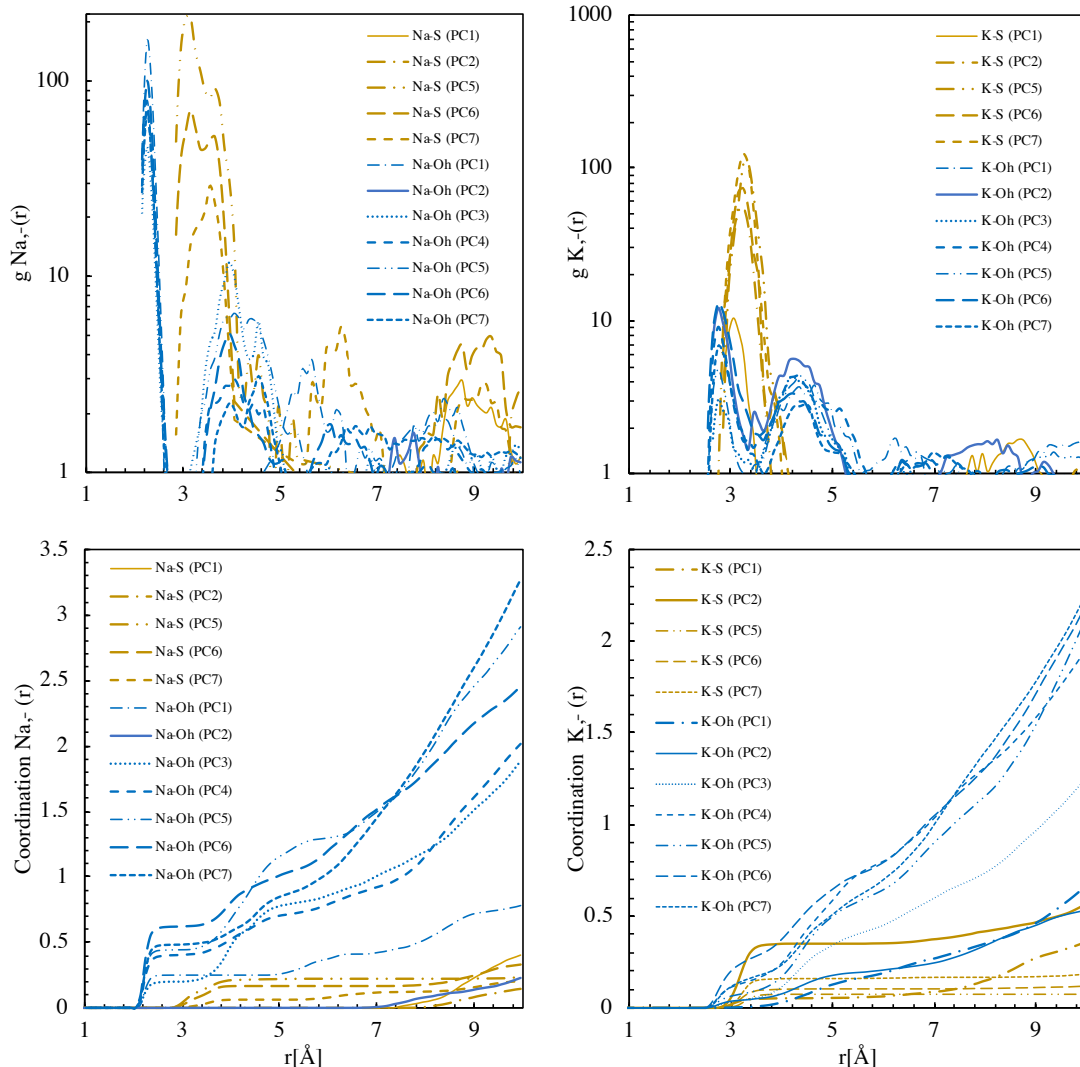 g Na,-(r)
100
10
1
1 3 5 7 9
Na-S (PC1)
Na-S (PC2)
Na-S (PC5)
Na-S (PC6)
Na-S (PC7)
Na-Oh (PC1)
Na-Oh (PC2)
Na-Oh (PC3)
Na-Oh (PC4)
Na-Oh (PC5)
Na-Oh (PC6)
Na-Oh (PC7)
g K,-(r)
1000
100
10
1
1 3 5 7 9
K-S (PC1)
K-S (PC2)
K-S (PC5)
K-S (PC6)
K-S (PC7)
K-Oh (PC1)
K-Oh (PC2)
K-Oh (PC3)
K-Oh (PC4)
K-Oh (PC5)
K-Oh (PC6)
K-Oh (PC7)
Coordination Na,- (r)
3.5
3
2.5
2
1.5
1
0.5
0
1 3 5 7 9
r[Å]
Na-S (PC1)
Na-S (PC2)
Na-S (PC5)
Na-S (PC6)
Na-S (PC7)
Na-Oh (PC1)
Na-Oh (PC2)
Na-Oh (PC3)
Na-Oh (PC4)
Na-Oh (PC5)
Na-Oh (PC6)
Na-Oh (PC7)
Coordination K,- (r)
2.5
2
1.5
1
0.5
0
1 3 5 7 9
r[Å]
K-S (PC1)
K-S (PC2)
K-S (PC5)
K-S (PC6)
K-S (PC7)
K-Oh (PC1)
K-Oh (PC2)
K-Oh (PC3)
K-Oh (PC4)
K-Oh (PC5)
K-Oh (PC6)
K-Oh (PC7)